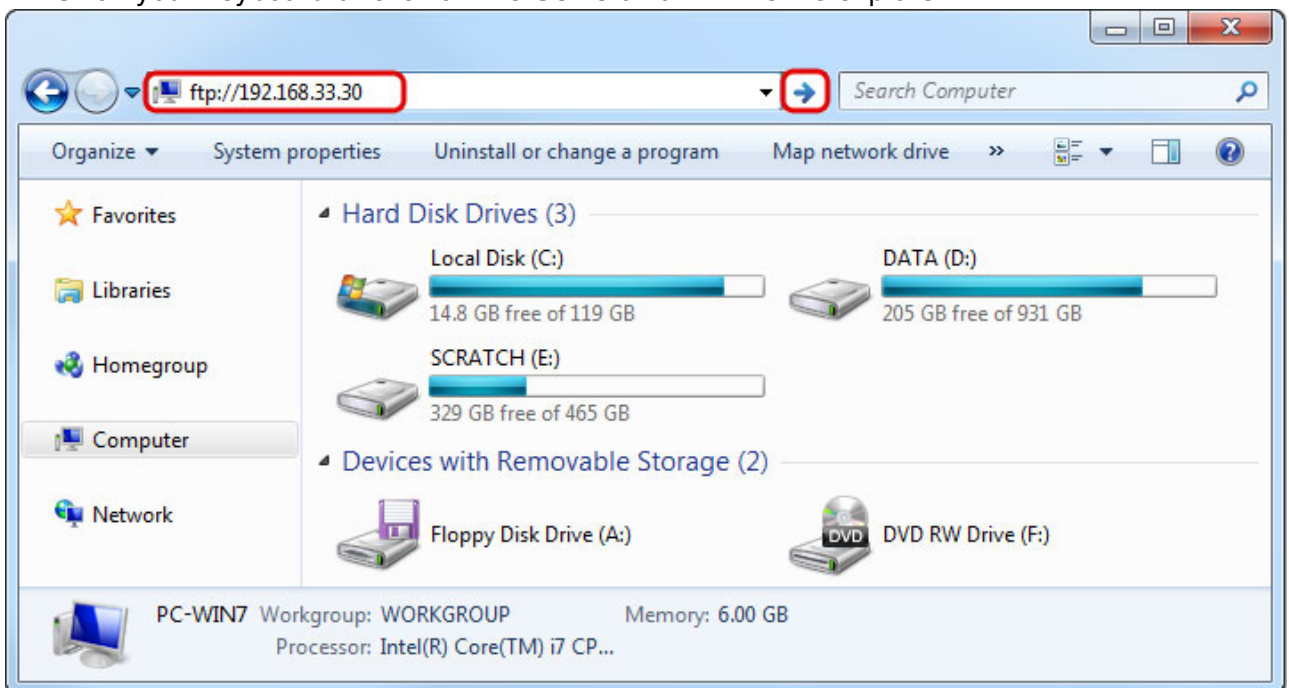 ftp://192.168.33.30
Search Computer
Organize
System properties
Uninstall or change a program
Map network drive
»
Favorites
Hard Disk Drives (3)
Local Disk (C:)
DATA (D:)
Libraries
14.8 GB free of 119 GB
205 GB free of 931 GB
Homegroup
SCRATCH (E:)
329 GB free of 465 GB
Computer
Devices with Removable Storage (2)
Network
Floppy Disk Drive (A:)
DVD
DVD RW Drive (F:)
PC-WIN7 Workgroup: WORKGROUP Memory: 6.00 GB
Processor: Intel(R) Core(TM) i7 CP...